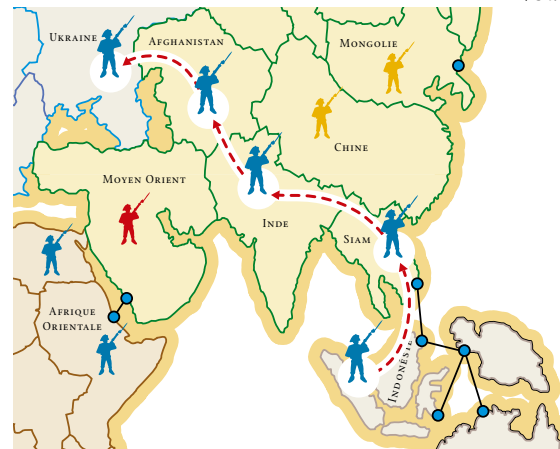 Ukraine
Afghanistan
Mongolie
Chine
Moyen Orient
Inde
Siam
Afrique
Orientale
Indonésie